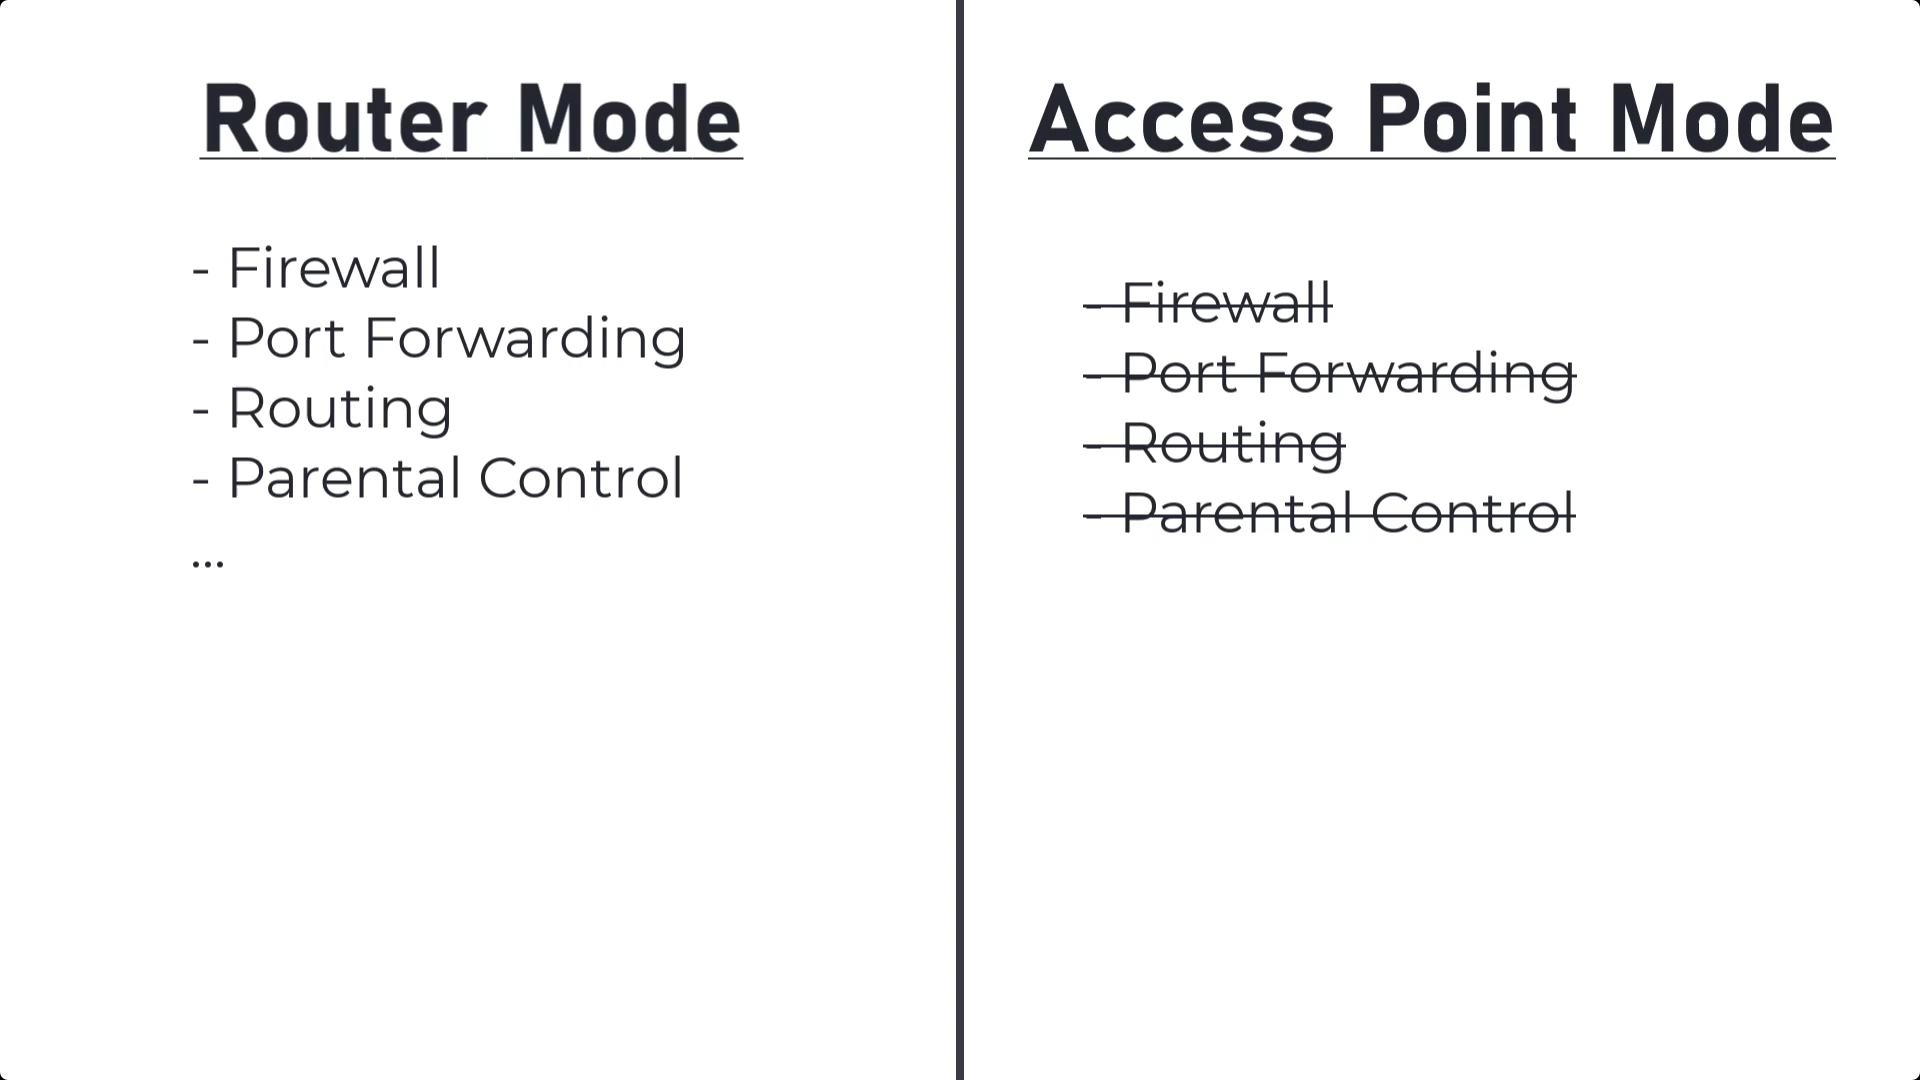 Router Mode
- Firewall
- Port Forwarding
- Routing
- Parental Control
...
Access Point Mode
- Firewall
- Port Forwarding
- Routing
- Parental Control